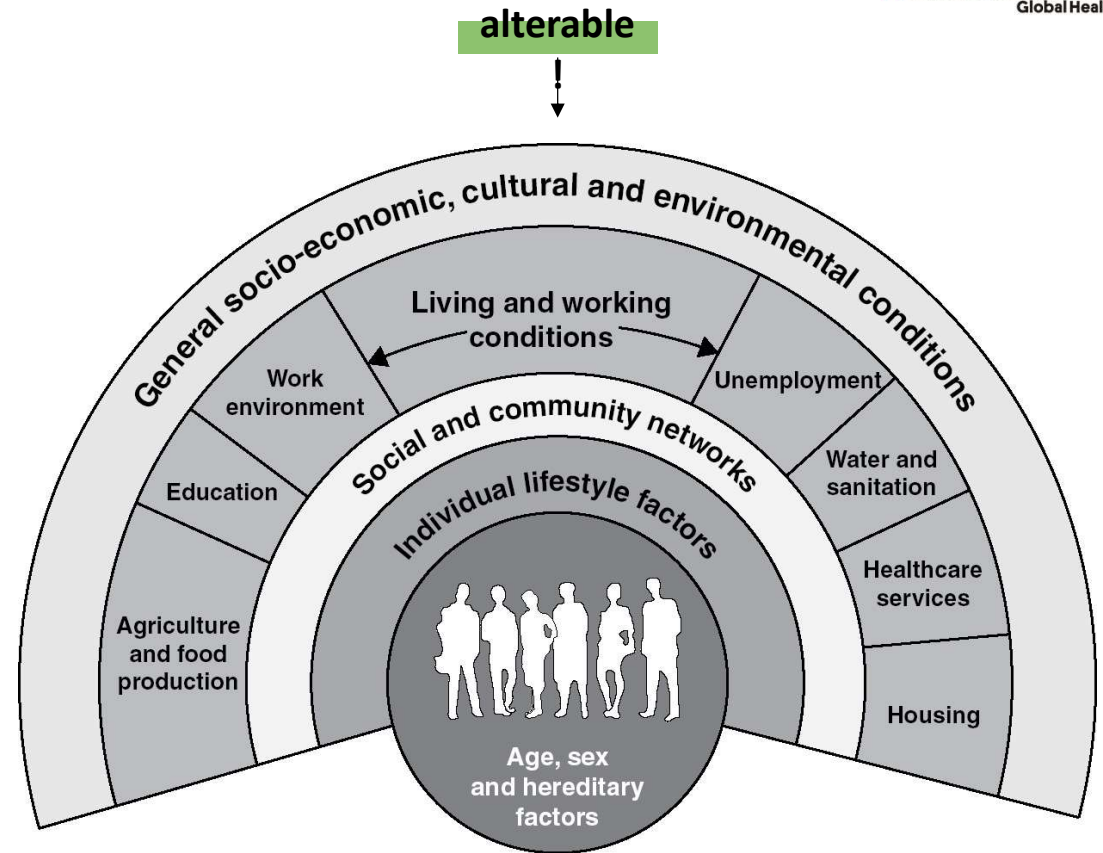 Global Heal
alterable
!
General socio-economic, cultural and environmental conditions
Living and working
conditions
Work
environment
Unemployment
Education
Water and
sanitation
Social and community networks
Individual lifestyle factors
Healthcare
services
Agriculture
and food
production
Housing
Age, sex
and hereditary
factors